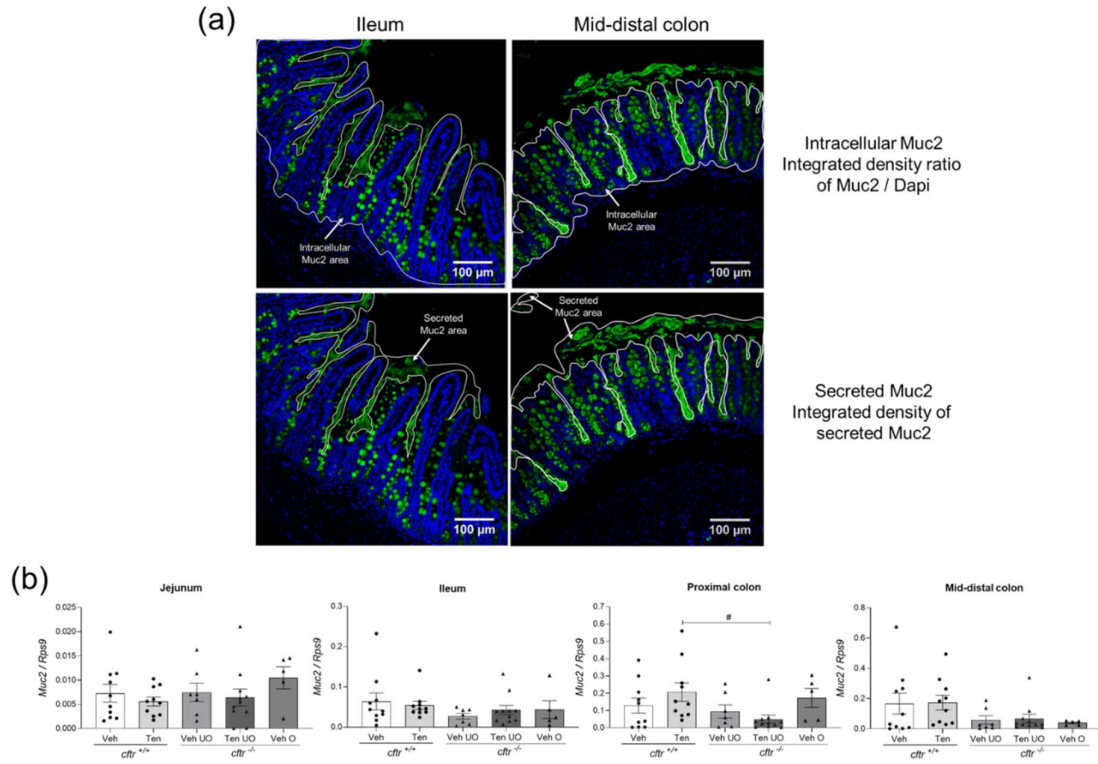 (a)
Ileum
Mid-distal colon
Intracellular
Muc2 area
100 µm
Intracellular
Muc2 area
100 µm
Intracellular Muc2
Integrated density ratio
of Muc2 / Dapi
Secreted
Muc2 area
100 µm
Secreted
Muc2 area
100 µm
Secreted Muc2
Integrated density of
secreted Muc2
(b)
Jejunum
Muc2 / Rps9
0.025
0.020
0.015
0.010
0.005
0.000
Veh Ten Veh UO Ten UO Veh O
cftr +/+ cftr -/-
Ileum
Muc2 / Rps9
0.3
0.2
0.1
0.0
Veh Ten Veh UO Ten UO Veh O
cftr +/+ cftr -/-
Proximal colon
Muc2 / Rps9
0.7
0.6
0.5
0.4
0.3
0.2
0.1
0.0
#
Veh Ten Veh UO Ten UO Veh O
cftr +/+ cftr -/-
Mid-distal colon
Muc2 / Rps9
0.8
0.6
0.4
0.2
0.0
Veh Ten Veh UO Ten UO Veh O
cftr +/+ cftr -/-